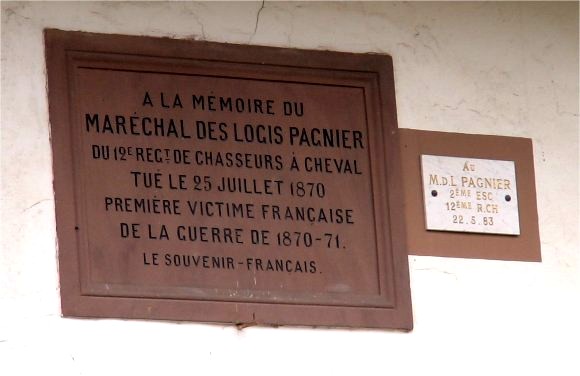 À LA MÉMOIRE DU
MARÉCHAL DES LOGIS PAGNIER
DU 12E REGT. DE CHASSEURS À CHEVAL
TUÉ LE 25 JUILLET 1870
PREMIÈRE VICTIME FRANÇAISE
DE LA GUERRE DE 1870-71.
LE SOUVENIR-FRANÇAIS.
AU
M.D.L PAGNIER
2ÈME ESC
12ÈME R.CH
22.5.83